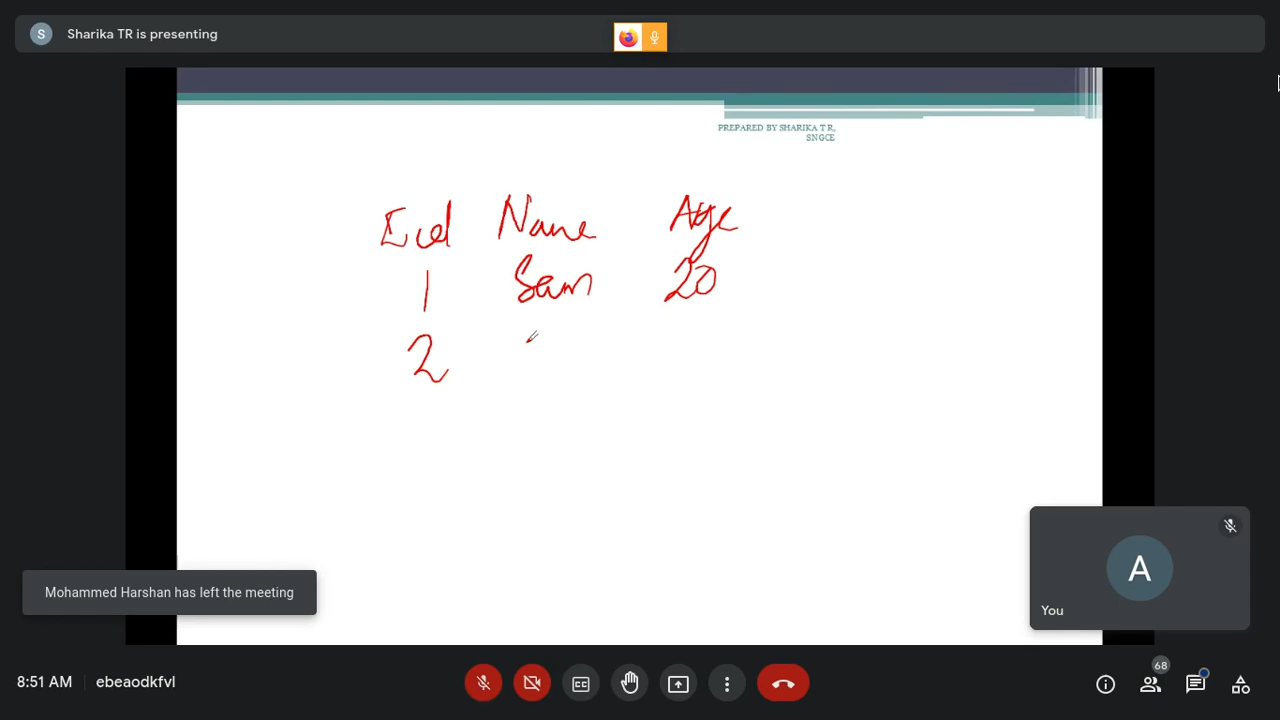 S Sharika TR is presenting
PREPARED BY SHARIKA T R,
SNGCE
Eid Name Age
1 Sam 20
2
Mohammed Harshan has left the meeting
A
You
8:51 AM ebeaodkfvl
CC
68